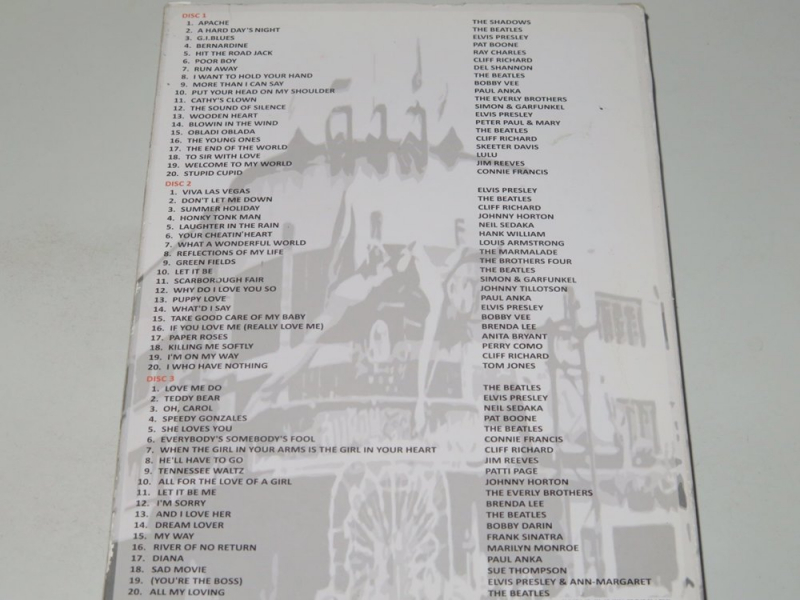 DISC 1
1. APACHE THE SHADOWS
2. A HARD DAY'S NIGHT THE BEATLES
3. G.I.BLUES ELVIS PRESLEY
4. BERNARDINE PAT BOONE
5. HIT THE ROAD JACK RAY CHARLES
6. POOR BOY CLIFF RICHARD
7. RUN AWAY DEL SHANNON
8. I WANT TO HOLD YOUR HAND THE BEATLES
9. MORE THAN I CAN SAY BOBBY VEE
10. PUT YOUR HEAD ON MY SHOULDER PAUL ANKA
11. CATHY'S CLOWN THE EVERLY BROTHERS
12. THE SOUND OF SILENCE SIMON & GARFUNKEL
13. WOODEN HEART ELVIS PRESLEY
14. BLOWIN IN THE WIND PETER PAUL & MARY
15. OBLADI OBLADA THE BEATLES
16. THE YOUNG ONES CLIFF RICHARD
17. THE END OF THE WORLD SKEETER DAVIS
18. TO SIR WITH LOVE LULU
19. WELCOME TO MY WORLD JIM REEVES
20. STUPID CUPID CONNIE FRANCIS
DISC 2
1. VIVA LAS VEGAS ELVIS PRESLEY
2. DON'T LET ME DOWN THE BEATLES
3. SUMMER HOLIDAY CLIFF RICHARD
4. HONKY TONK MAN JOHNNY HORTON
5. LAUGHTER IN THE RAIN NEIL SEDAKA
6. YOUR CHEATIN'HEART HANK WILLIAM
7. WHAT A WONDERFUL WORLD LOUIS ARMSTRONG
8. REFLECTIONS OF MY LIFE THE MARMALADE
9. GREEN FIELDS THE BROTHERS FOUR
10. LET IT BE THE BEATLES
11. SCARBOROUGH FAIR SIMON & GARFUNKEL
12. WHY DO I LOVE YOU SO JOHNNY TILLOTSON
13. PUPPY LOVE PAUL ANKA
14. WHAT'D I SAY ELVIS PRESLEY
15. TAKE GOOD CARE OF MY BABY BOBBY VEE
16. IF YOU LOVE ME (REALLY LOVE ME) BRENDA LEE
17. PAPER ROSES ANITA BRYANT
18. KILLING ME SOFTLY PERRY COMO
19. I'M ON MY WAY CLIFF RICHARD
20. I WHO HAVE NOTHING TOM JONES
DISC 3
1. LOVE ME DO THE BEATLES
2. TEDDY BEAR ELVIS PRESLEY
3. OH, CAROL NEIL SEDAKA
4. SPEEDY GONZALES PAT BOONE
5. SHE LOVES YOU THE BEATLES
6. EVERYBODY'S SOMEBODY'S FOOL CONNIE FRANCIS
7. WHEN THE GIRL IN YOUR ARMS IS THE GIRL IN YOUR HEART CLIFF RICHARD
8. HE'LL HAVE TO GO JIM REEVES
9. TENNESSEE WALTZ PATTI PAGE
10. ALL FOR THE LOVE OF A GIRL JOHNNY HORTON
11. LET IT BE ME THE EVERLY BROTHERS
12. I'M SORRY BRENDA LEE
13. AND I LOVE HER THE BEATLES
14. DREAM LOVER BOBBY DARIN
15. MY WAY FRANK SINATRA
16. RIVER OF NO RETURN MARILYN MONROE
17. DIANA PAUL ANKA
18. SAD MOVIE SUE THOMPSON
19. (YOU'RE THE BOSS) ELVIS PRESLEY & ANN-MARGARET
20. ALL MY LOVING THE BEATLES